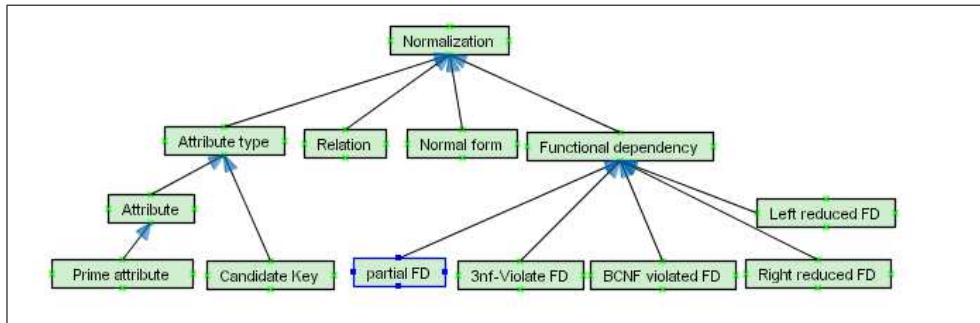 Normalization
Attribute type
Relation
Normal form
Functional dependency
Attribute
Left reduced FD
Prime attribute
Candidate Key
partial FD
3nf-Violate FD
BCNF violated FD
Right reduced FD